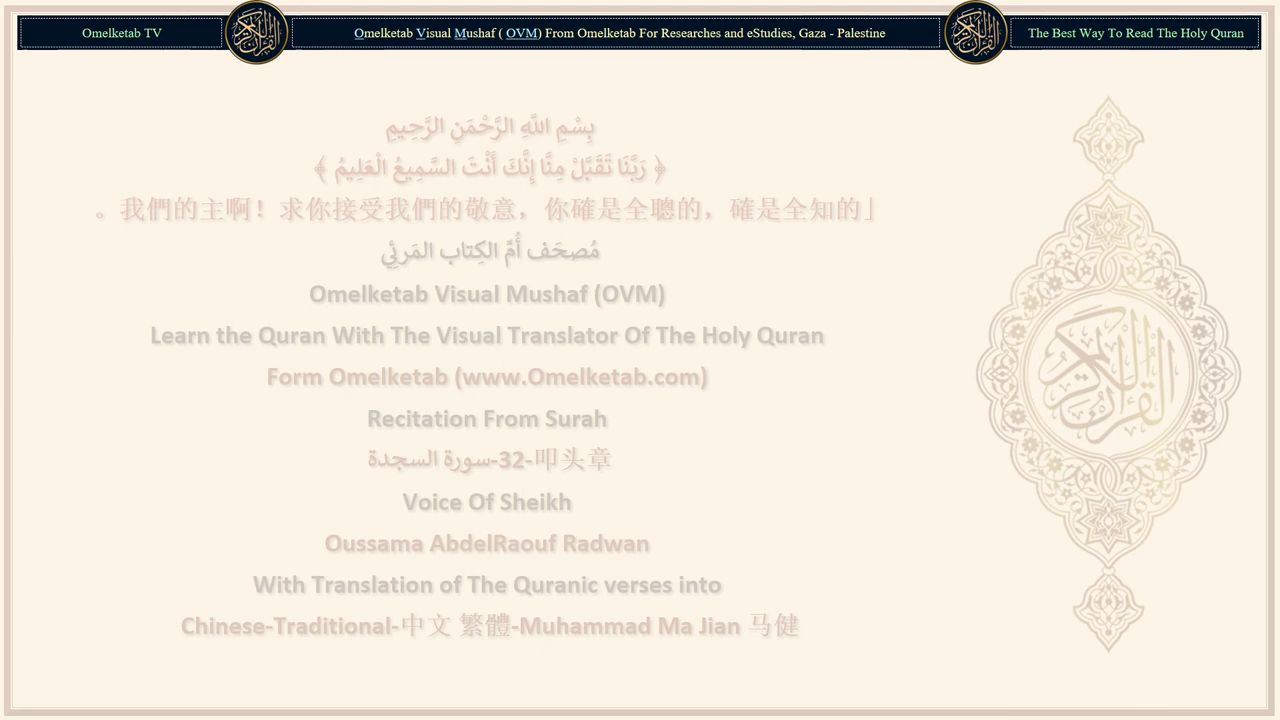 Omelketab TV
Omelketab Visual Mushaf ( OVM) From Omelketab For Researches and eStudies, Gaza - Palestine
The Best Way To Read The Holy Quran
بِسْمِ اللَّهِ الرَّحْمَنِ الرَّحِيمِ
﴿ رَبَّنَا تَقَبَّلْ مِنَّا إِنَّكَ أَنْتَ السَّمِيعُ الْعَلِيمُ ﴾
。我們的主啊！求你接受我們的敬意，你確是全聰的，確是全知的」
مُصحَف أُمِّ الكِتاب المَرئِي
Omelketab Visual Mushaf (OVM)
Learn the Quran With The Visual Translator Of The Holy Quran
Form Omelketab (www.Omelketab.com)
Recitation From Surah
سورة السجدة-32-叩头章
Voice Of Sheikh
Oussama AbdelRaouf Radwan
With Translation of The Quranic verses into
Chinese-Traditional-中文 繁體-Muhammad Ma Jian 马健